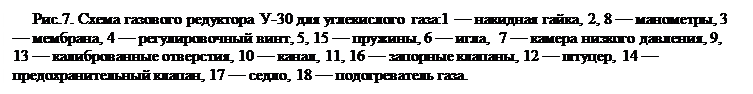 Рис.7. Схема газового редуктора У-30 для углекислого газа:1 — накидная гайка, 2, 8 — манометры, 3
— мембрана, 4 — регулировочный винт, 5, 15 — пружины, 6 — игла, 7 — камера низкого давления, 9,
13 — калиброванные отверстия, 10 — канал, 11, 16 — запорные клапаны, 12 — штуцер, 14 —
предохранительный клапан, 17 — седло, 18 — подогреватель газа.